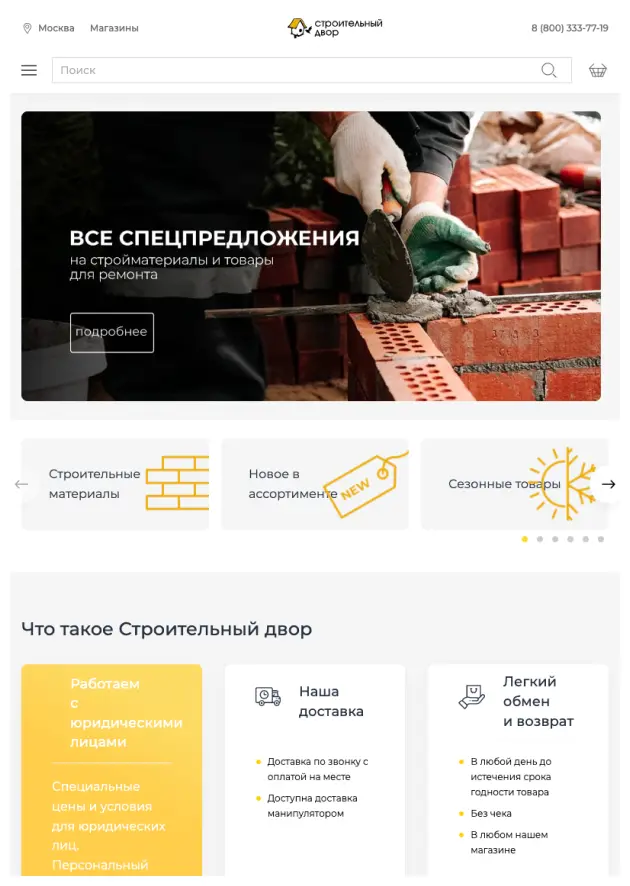 Москва Магазины
строительный
двор
8 (800) 333-77-19
Поиск
ВСЕ СПЕЦПРЕДЛОЖЕНИЯ
на стройматериалы и товары
для ремонта
подробнее
Строительные
материалы
Новое в
ассортименте
NEW
Сезонные товары
Что такое Строительный двор
Работаем
с
юридическими
лицами
Специальные
цены и условия
для юридических
лиц.
Персональный
Наша
доставка
Доставка по звонку с
оплатой на месте
Доступна доставка
манипулятором
Легкий
обмен
и возврат
В любой день до
истечения срока
годности товара
Без чека
В любом нашем
магазине